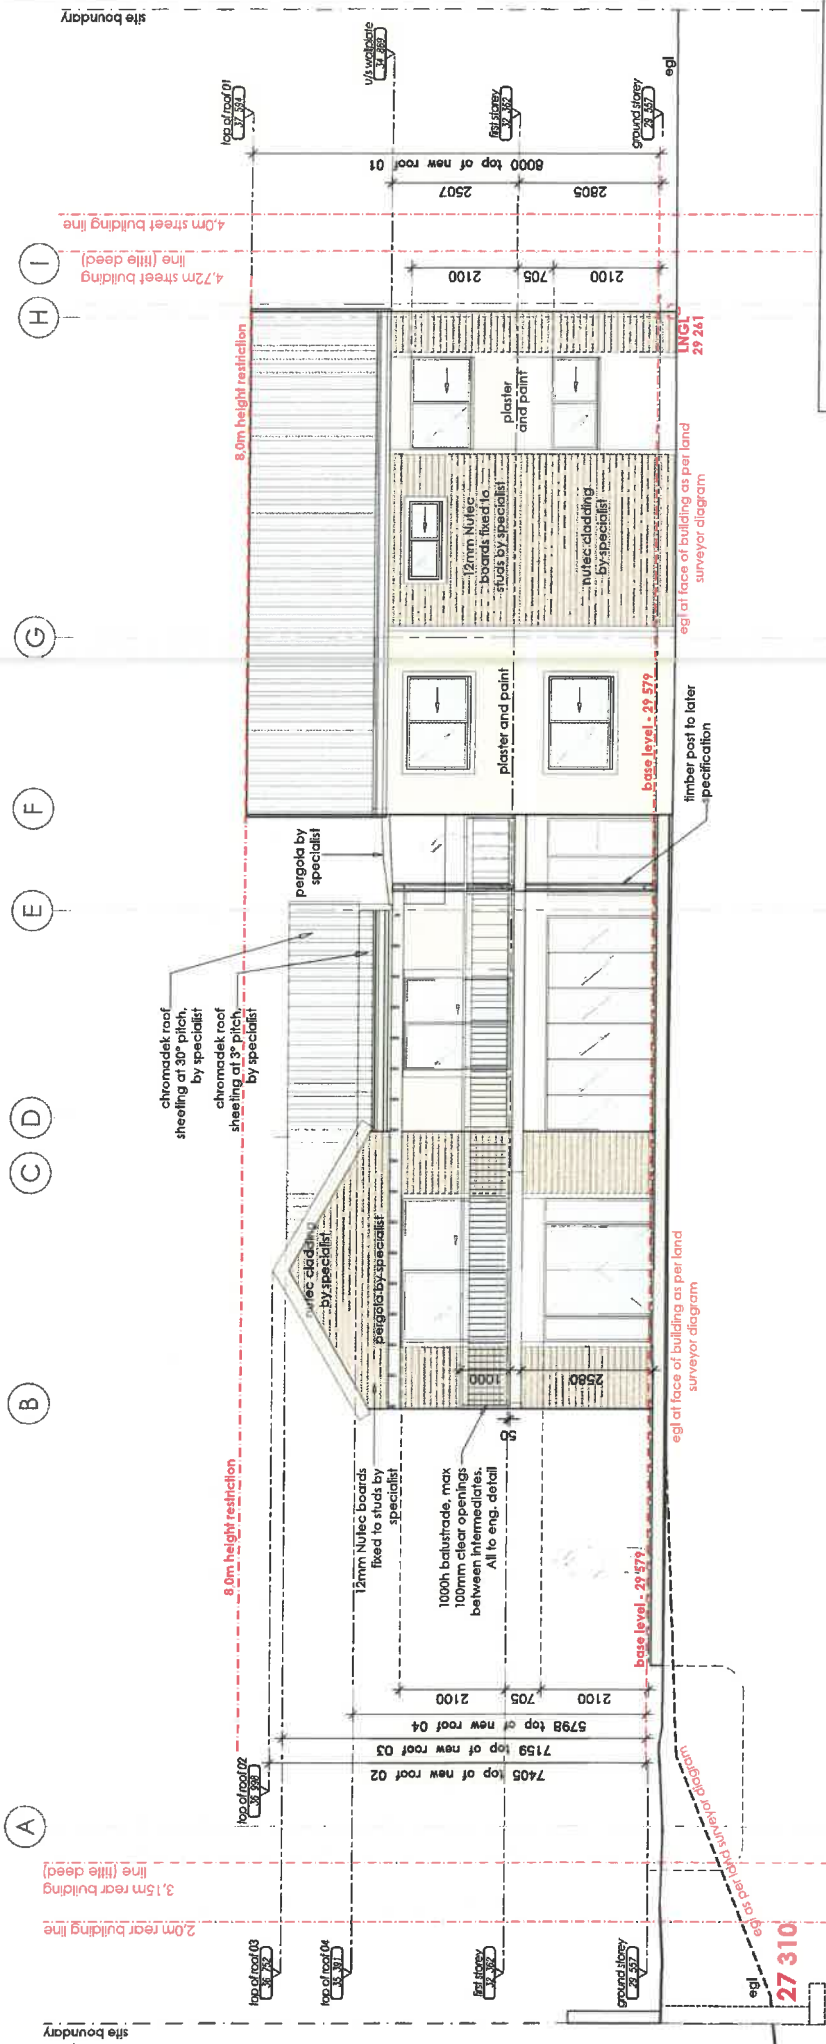 A
B
C
D
E
F
G
H
I
site boundary
2,0m rear building line
3,15m rear building
line (title deed)
top of roof 03
36 752
top of roof 04
35 391
first storey
32 362
ground storey
29 557
egl
27 310
egl as per land surveyor diagram
top of roof 02
36 998
7405 top of new roof 02
7159 top of new roof 03
5798 top of new roof 04
2100
705
2100
8,0m height restriction
base level - 29 579
12mm Nutec boards
fixed to studs by
specialist
1000h balustrade, max
100mm clear openings
between intermediates.
All to eng. detail
50
1000
2580
nutec cladding
by specialist
pergola by specialist
egl at face of building as per land
surveyor diagram
chromadek roof
sheeting at 30° pitch,
by specialist
chromadek roof
sheeting at 3° pitch,
by specialist
pergola by
specialist
timber post to later
specification
base level - 29 579
plaster and paint
12mm Nutec
boards fixed to
studs by specialist
nutec cladding
by specialist
plaster
and paint
8,0m height restriction
egl at face of building as per land
surveyor diagram
LNGL
29 261
4,72m street building
line (title deed)
4,0m street building line
2100
705
2100
2507
2805
8000 top of new roof 01
top of roof 01
37 594
u/s wallplate
34 869
first storey
32 362
ground storey
29 557
egl
site boundary